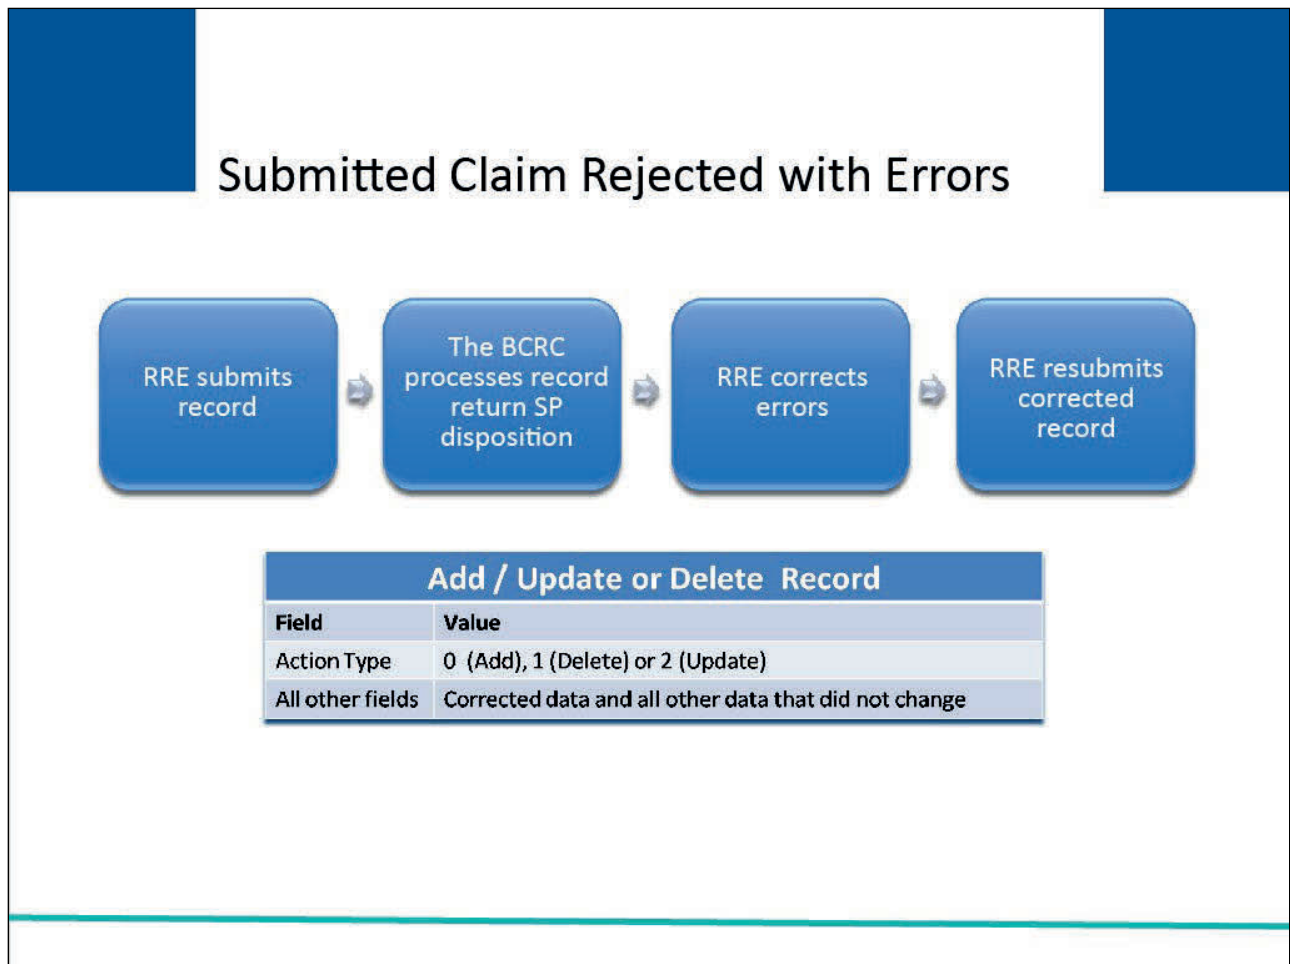 Submitted Claim Rejected with Errors
RRE submits
record
The BCRC
processes record
return SP
disposition
RRE corrects
errors
RRE resubmits
corrected
record
Add / Update or Delete Record
Field Value
Action Type 0 (Add), 1 (Delete) or 2 (Update)
All other fields Corrected data and all other data that did not change